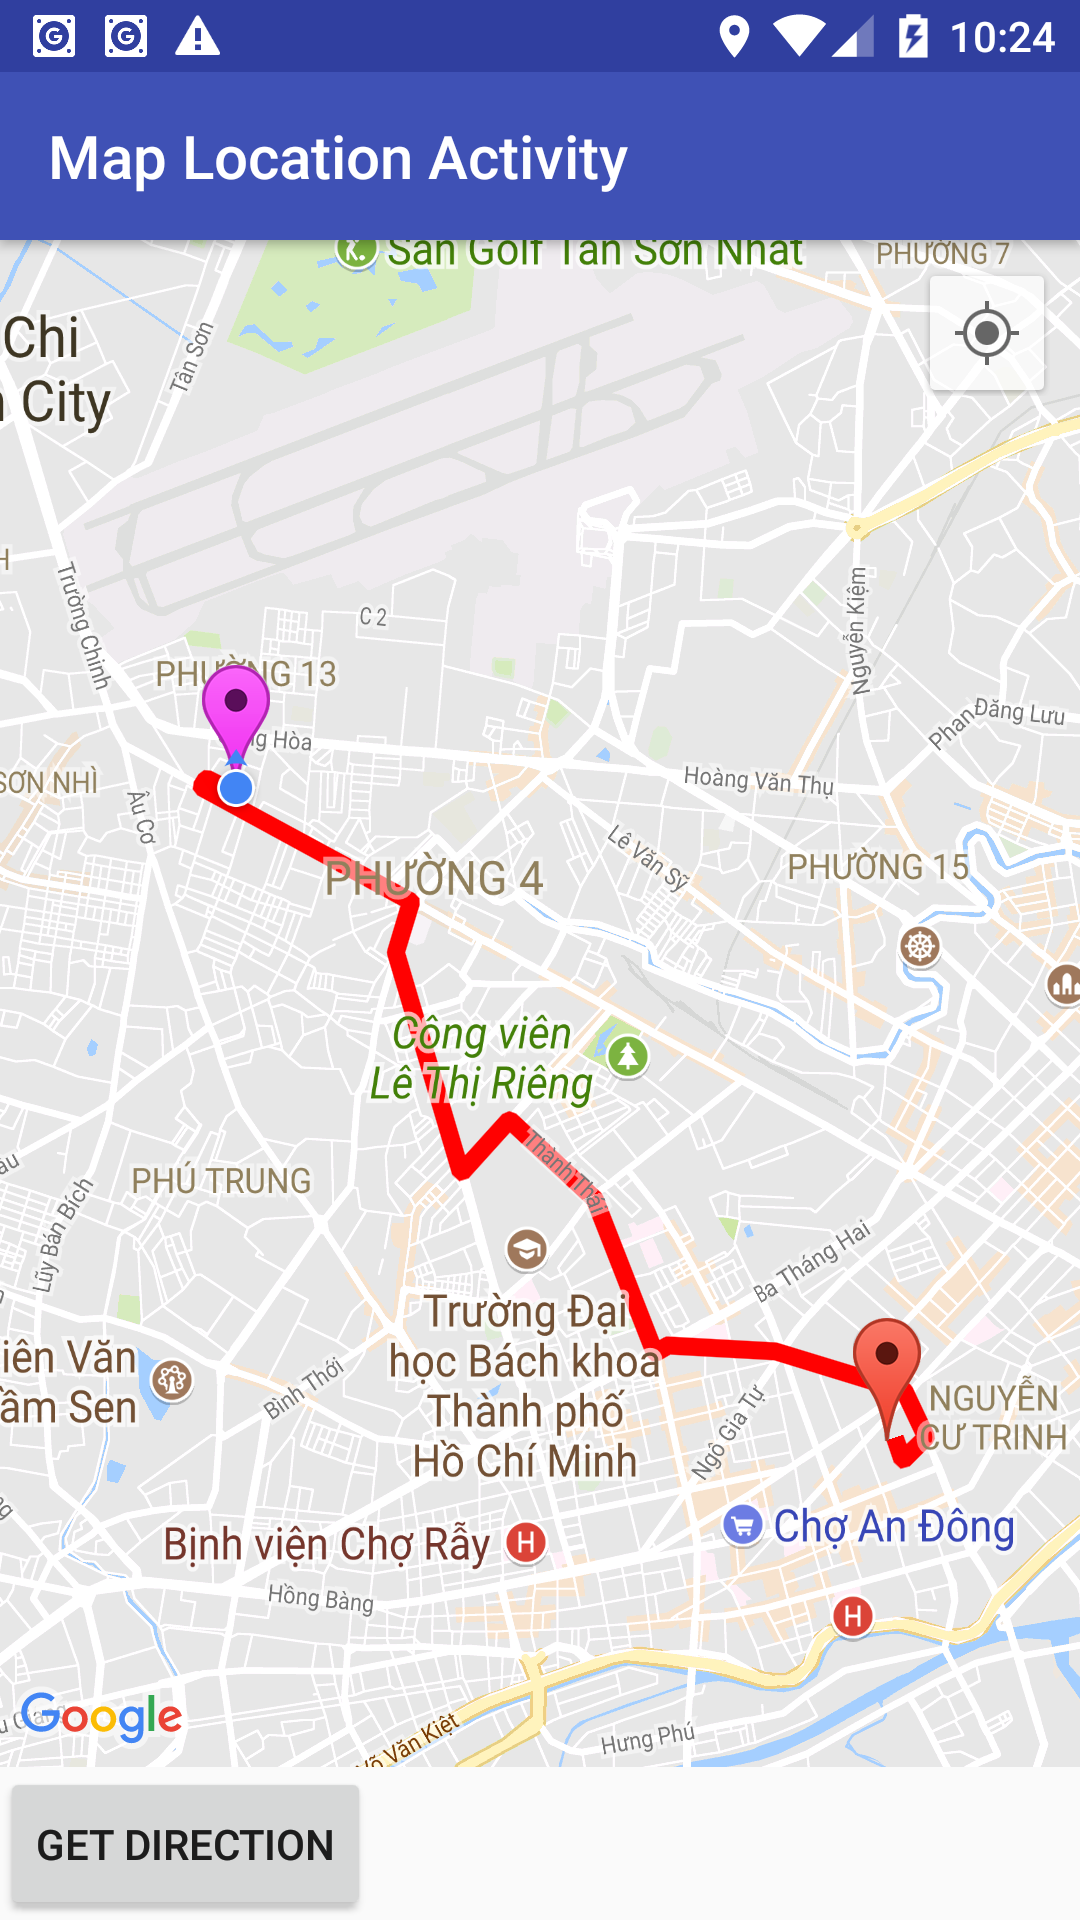 10:24
Map Location Activity
Sân Golf Tân Sơn Nhất
PHƯỜNG 7
Chi
City
Tân Sơn
Trường Chinh
C 2
Nguyễn Kiệm
PHƯỜNG 13
Phan Đăng Lưu
Hòa
SƠN NHÌ
Hoàng Văn Thụ
Âu Cơ
Lê Văn Sỹ
PHƯỜNG 15
PHƯỜNG 4
Công viên
Lê Thị Riêng
Thành Thái
PHÚ TRUNG
Lũy Bán Bích
Ba Tháng Hai
Trường Đại
học Bách khoa
Thành phố
Hồ Chí Minh
iên Văn
ầm Sen
Bình Thới
Ngô Gia Tự
NGUYỄN
CƯ TRINH
Chợ An Đông
Bịnh viện Chợ Rẫy
H
Hồng Bàng
H
Google
Võ Văn Kiệt
Hưng Phú
GET DIRECTION